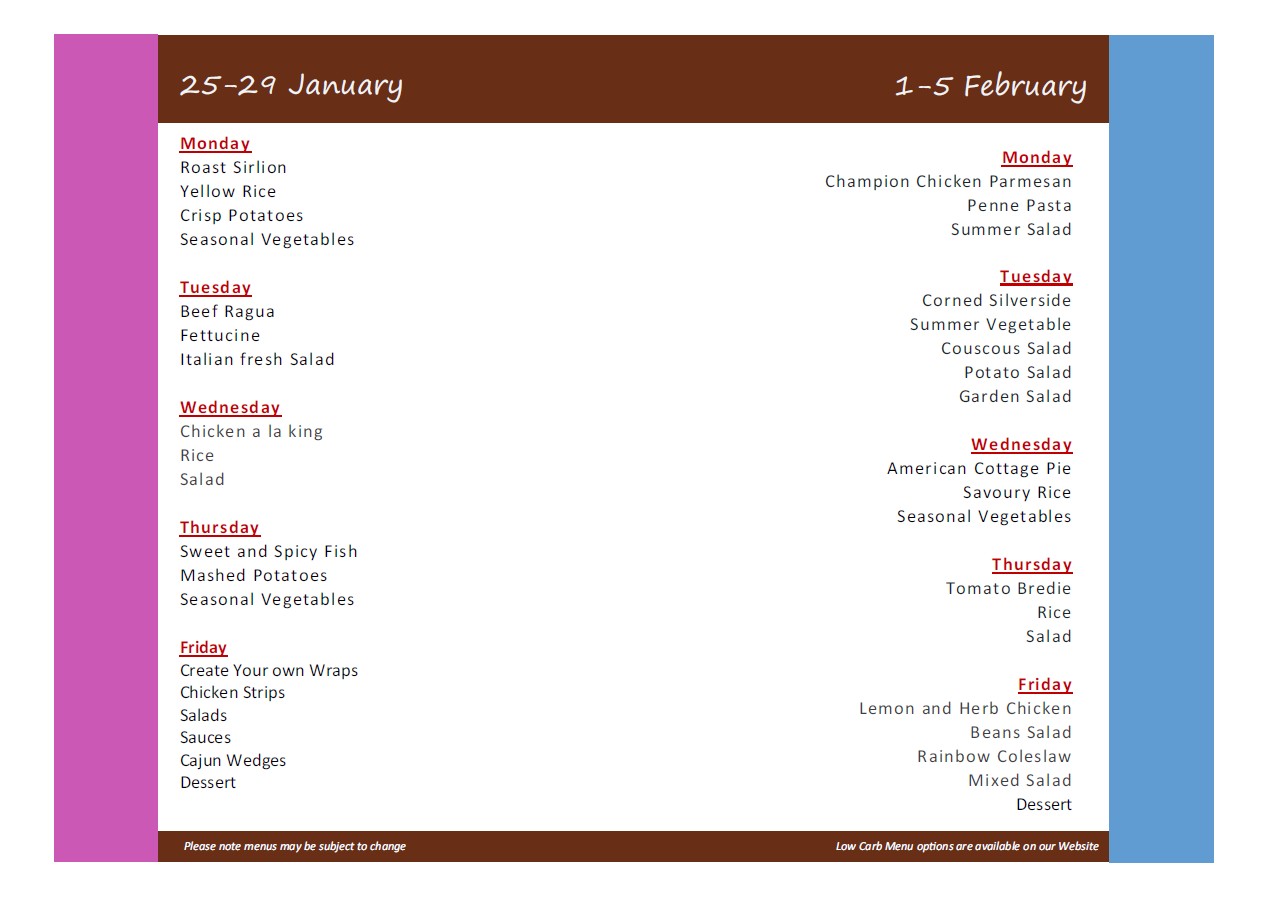 25-29 January
Monday
Roast Sirlion
Yellow Rice
Crisp Potatoes
Seasonal Vegetables
Tuesday
Beef Ragua
Fettucine
Italian fresh Salad
Wednesday
Chicken a la king
Rice
Salad
Thursday
Sweet and Spicy Fish
Mashed Potatoes
Seasonal Vegetables
Friday
Create Your own Wraps
Chicken Strips
Salads
Sauces
Cajun Wedges
Dessert
Please note menus may be subject to change
1-5 February
Monday
Champion Chicken Parmesan
Penne Pasta
Summer Salad
Tuesday
Corned Silverside
Summer Vegetable
Couscous Salad
Potato Salad
Garden Salad
Wednesday
American Cottage Pie
Savoury Rice
Seasonal Vegetables
Thursday
Tomato Bredie
Rice
Salad
Friday
Lemon and Herb Chicken
Beans Salad
Rainbow Coleslaw
Mixed Salad
Dessert
Low Carb Menu options are available on our Website